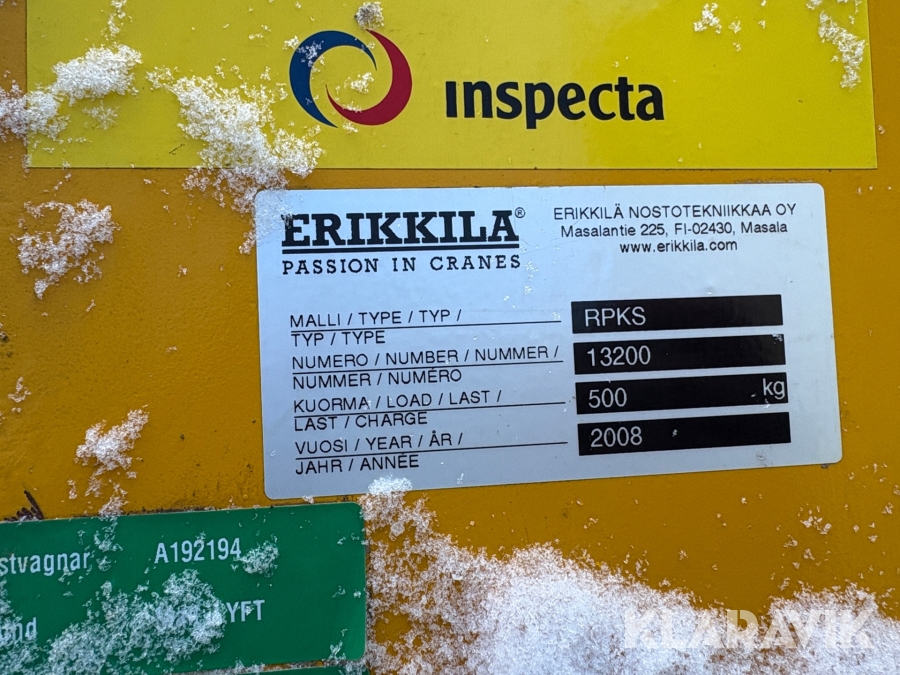 ınspecta
ERIKKILA®
PASSION IN CRANES
ERIKKILÄ NOSTOTEKNIIKKAA OY
Masalantie 225, FI-02430, Masala
www.erikkila.com
MALLI / TYPE / TYP /
TYP / TYPE
RPKS
NUMERO / NUMBER / NUMMER /
NUMMER / NUMÉRO
13200
KUORMA / LOAD / LAST /
LAST / CHARGE
500 kg
VUOSI / YEAR / ÅR /
JAHR / ANNÉE
2008
stvagnar A192194
KLARAVIK